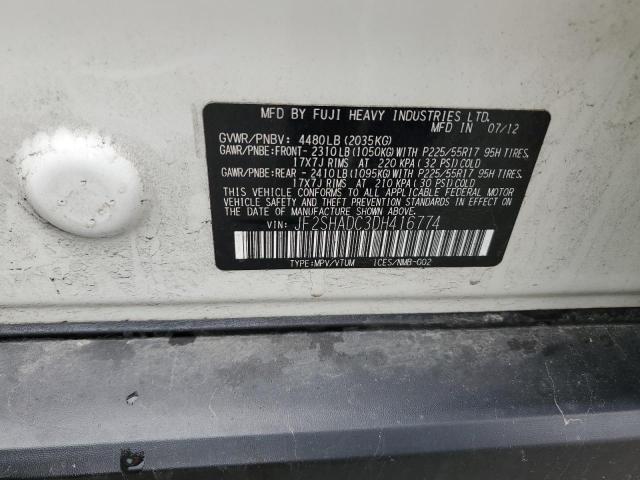 MFD BY FUJI HEAVY INDUSTRIES LTD.
MFD IN 07/12
GVWR/PNBV: 4480LB (2035KG)
GAWR/PNBE:FRONT- 2310LB (1050KG) WITH P225/55R17 95H TIRES,
17X7J RIMS AT 220 KPA (32 PSI) COLD
GAWR/PNBE:REAR - 2410LB (1095KG) WITH P225/55R17 95H TIRES,
17X7J RIMS AT 210 KPA (30 PSI) COLD
THIS VEHICLE CONFORMS TO ALL APPLICABLE FEDERAL MOTOR
VEHICLE SAFETY AND THEFT PREVENTION STANDARDS IN EFFECT
ON THE DATE OF MANUFACTURE SHOWN ABOVE.
VIN: JF2SHADC3DH416774
TYPE:MPV/VTUM ICES/NMB-002